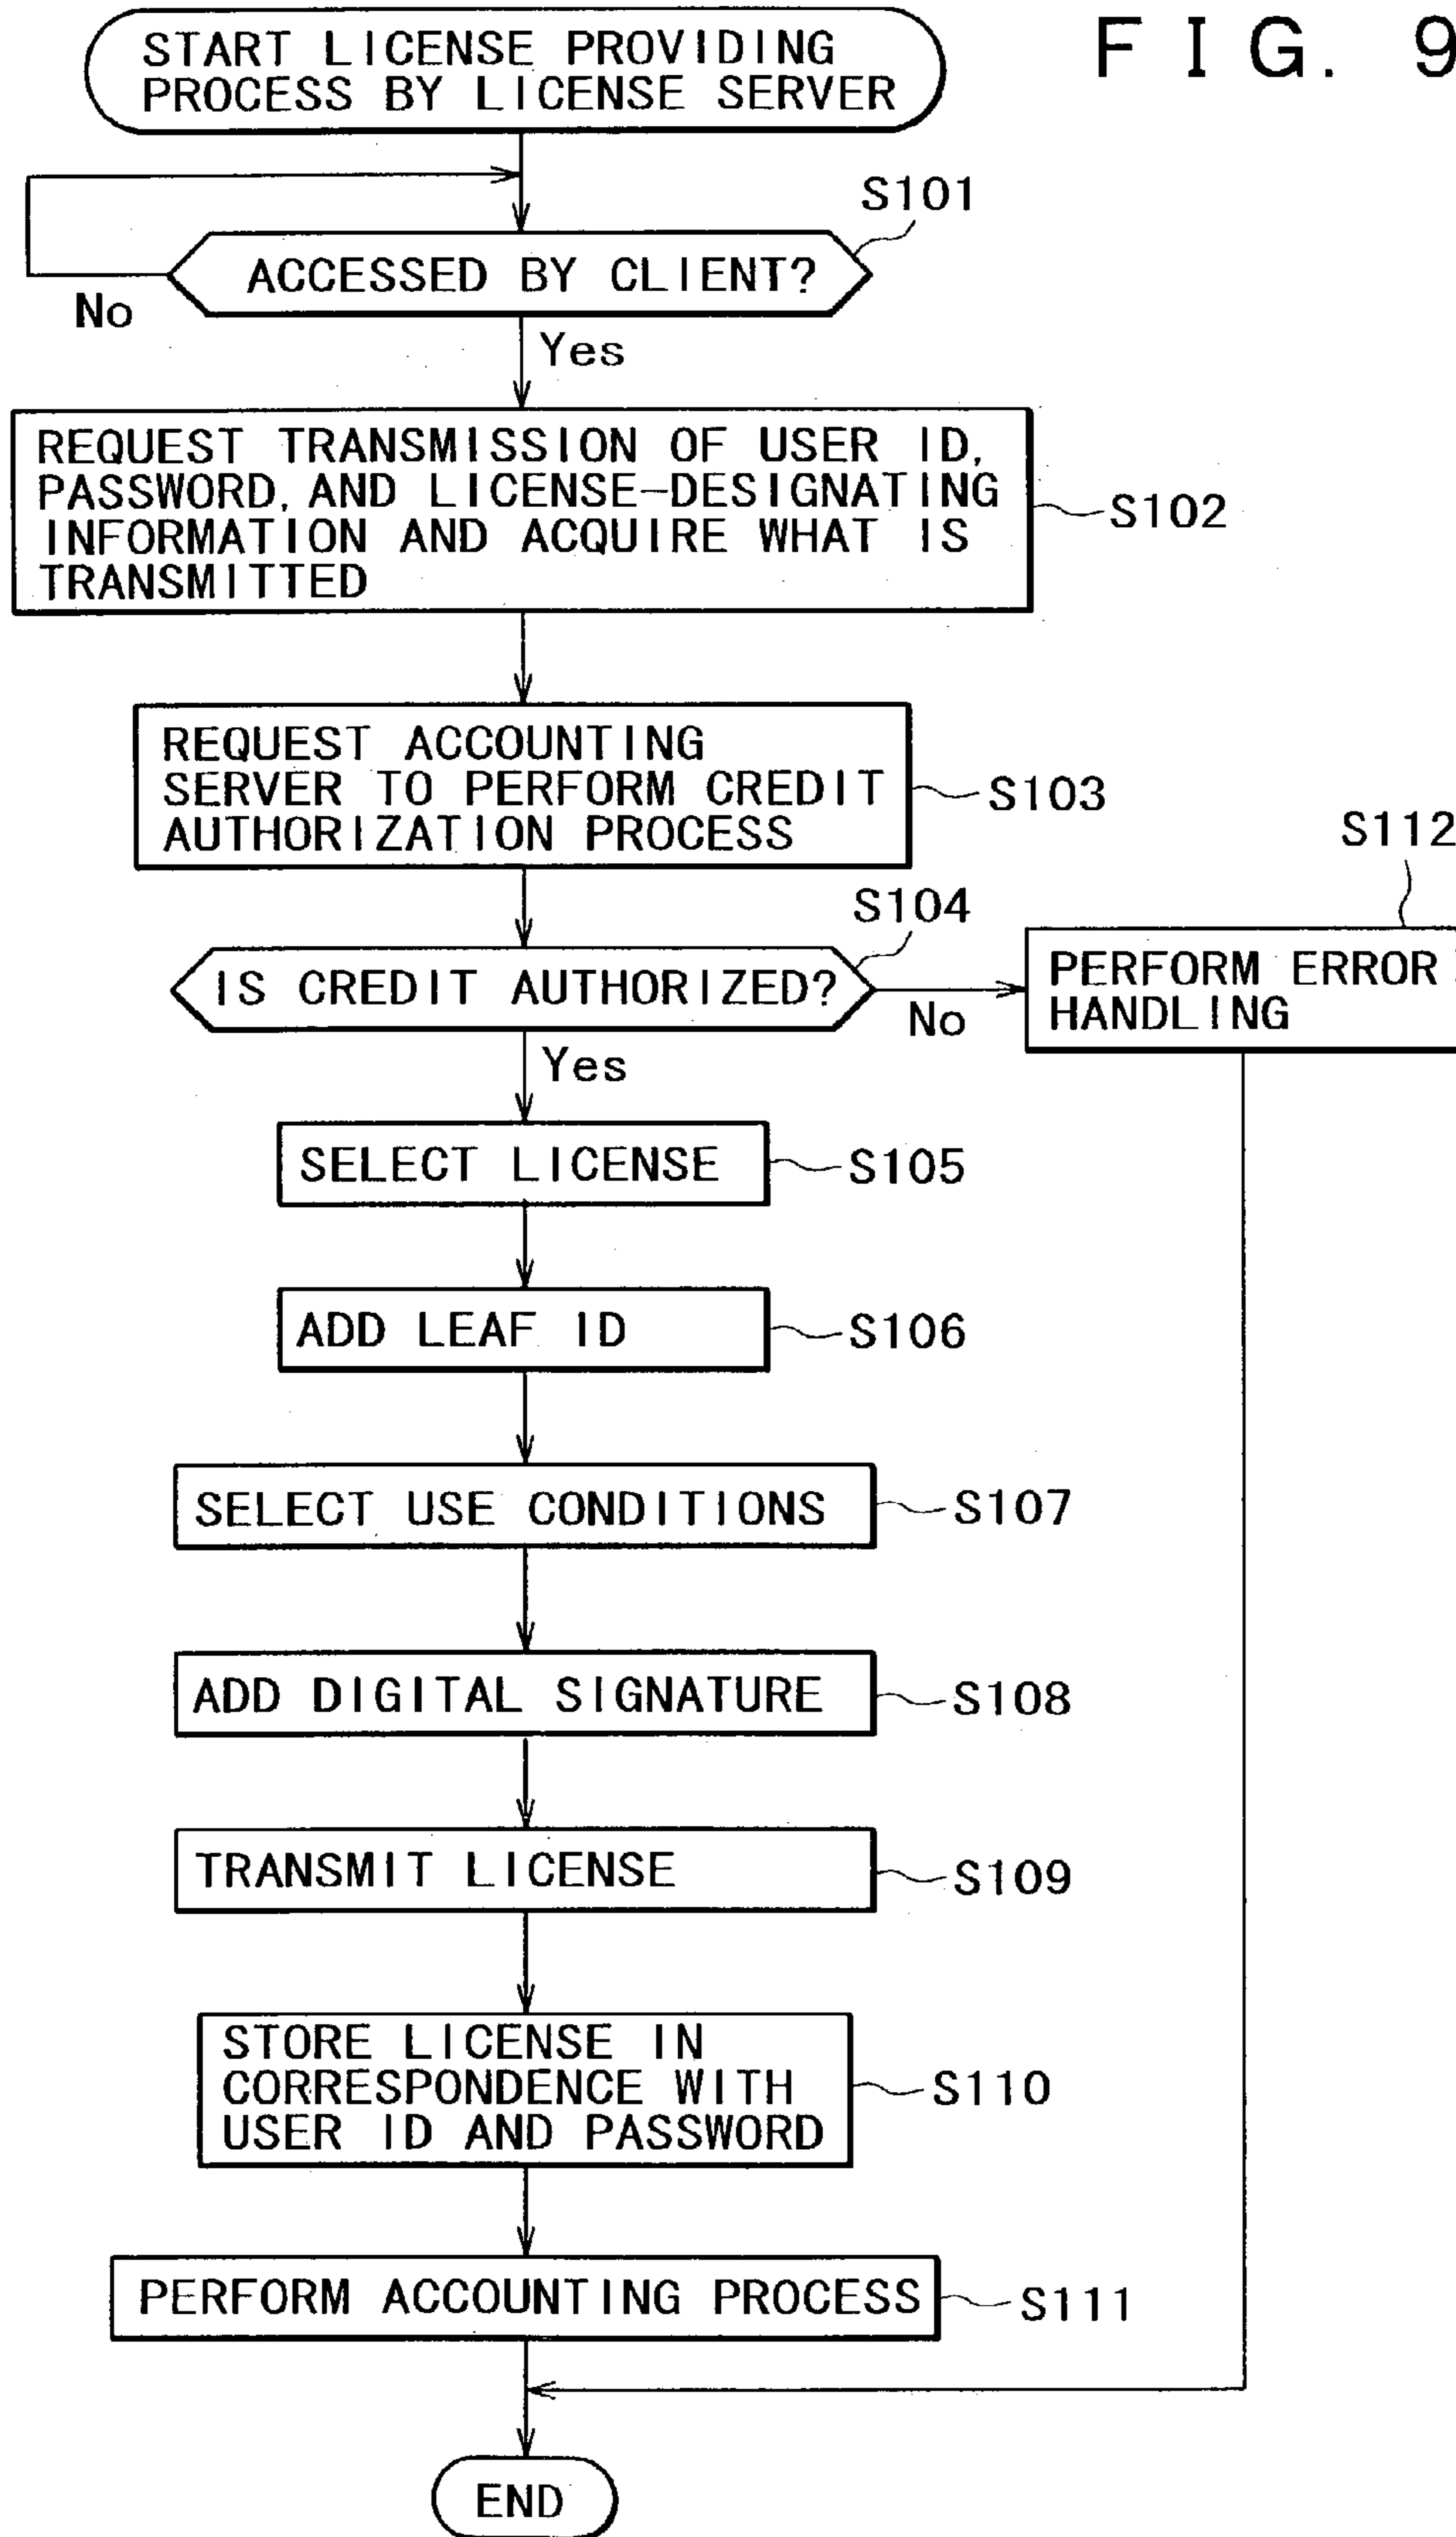 FIG. 9
START LICENSE PROVIDING
PROCESS BY LICENSE SERVER
S101
ACCESSED BY CLIENT?
No
Yes
REQUEST TRANSMISSION OF USER ID,
PASSWORD, AND LICENSE-DESIGNATING
INFORMATION AND ACQUIRE WHAT IS
TRANSMITTED
S102
REQUEST ACCOUNTING
SERVER TO PERFORM CREDIT
AUTHORIZATION PROCESS
S103
S104
IS CREDIT AUTHORIZED?
No
S112
PERFORM ERROR
HANDLING
Yes
SELECT LICENSE
S105
ADD LEAF ID
S106
SELECT USE CONDITIONS
S107
ADD DIGITAL SIGNATURE
S108
TRANSMIT LICENSE
S109
STORE LICENSE IN
CORRESPONDENCE WITH
USER ID AND PASSWORD
S110
PERFORM ACCOUNTING PROCESS
S111
END